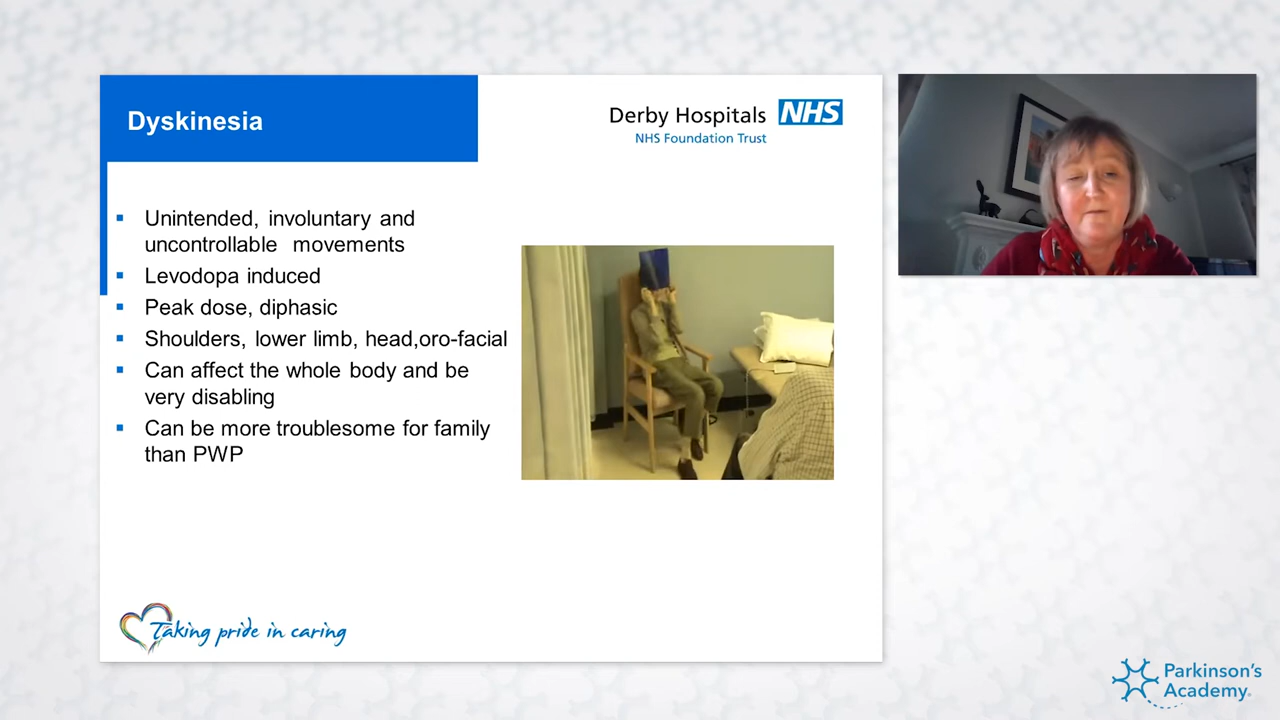 Dyskinesia
Derby Hospitals NHS
NHS Foundation Trust
Unintended, involuntary and
uncontrollable movements
Levodopa induced
Peak dose, diphasic
Shoulders, lower limb, head,oro-facial
Can affect the whole body and be
very disabling
Can be more troublesome for family
than PWP
Taking pride in caring
Parkinson's
Academy